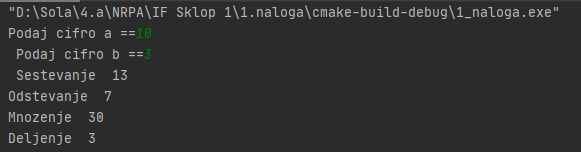 "D:\Sola\4.a\NRPA\IF Sklop 1\1.naloga\cmake-build-debug\1_naloga.exe"
Podaj cifro a ==10
Podaj cifro b ==3
Sestevanje  13
Odstevanje  7
Mnozenje  30
Deljenje  3